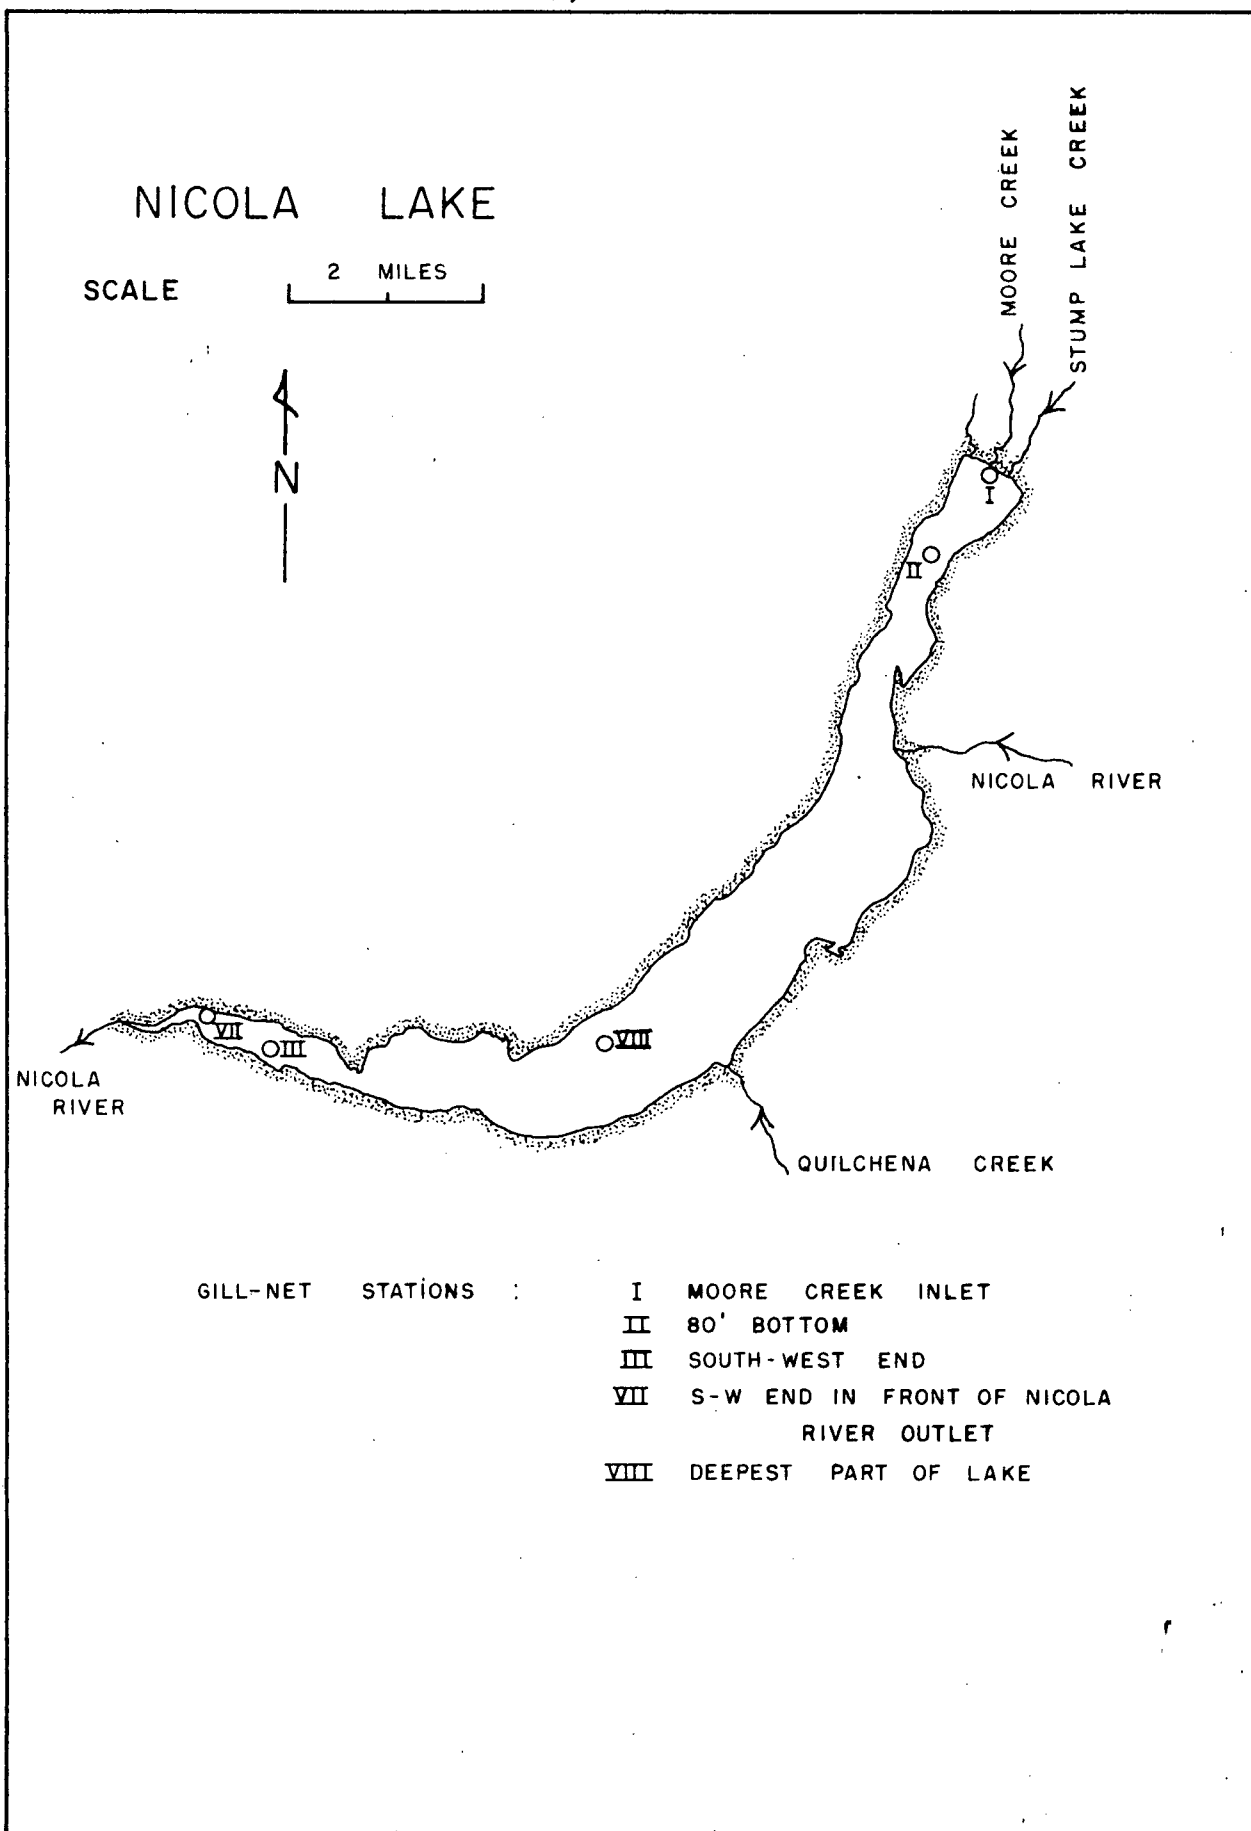 NICOLA LAKE
SCALE
2 MILES
N
MOORE CREEK
STUMP LAKE CREEK
I
II
NICOLA RIVER
VII
III
VIII
NICOLA
RIVER
QUILCHENA CREEK
GILL-NET STATIONS :
I MOORE CREEK INLET
II 80' BOTTOM
III SOUTH-WEST END
VII S-W END IN FRONT OF NICOLA
RIVER OUTLET
VIII DEEPEST PART OF LAKE